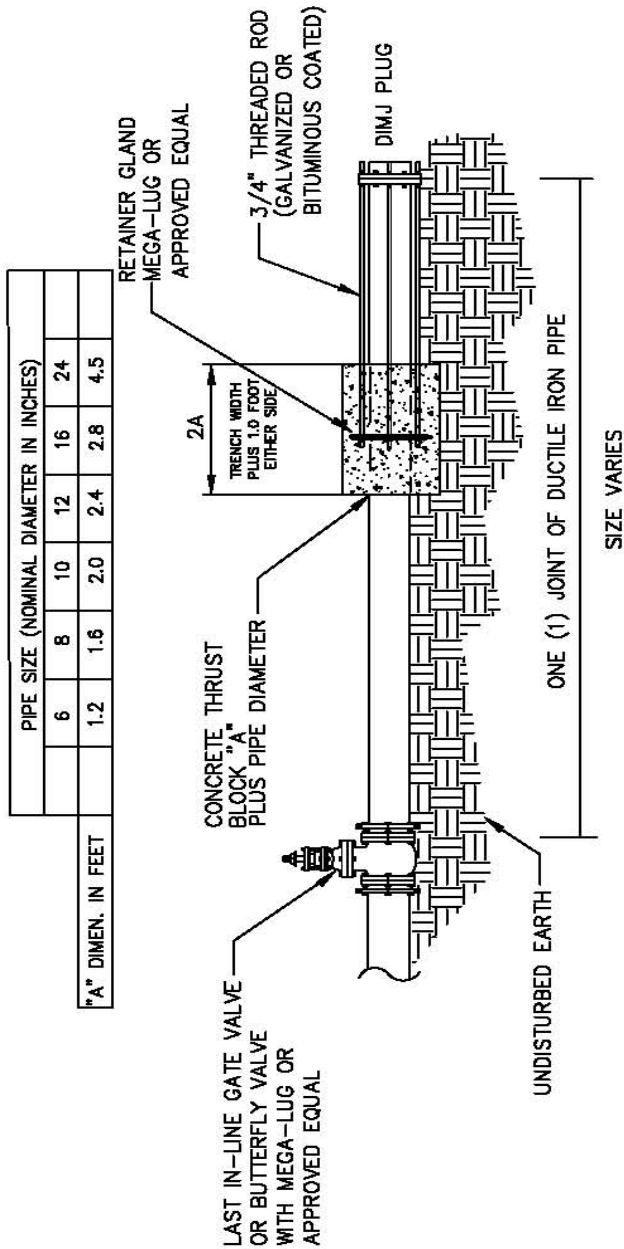 PIPE SIZE (NOMINAL DIAMETER IN INCHES)
6 8 10 12 16 24
"A" DIMEN. IN FEET 1.2 1.6 2.0 2.4 2.8 4.5
RETAINER GLAND
MEGA-LUG OR
APPROVED EQUAL
3/4" THREADED ROD
(GALVANIZED OR
BITUMINOUS COATED)
DIMJ PLUG
2A
TRENCH WIDTH
PLUS 1.0 FOOT
EITHER SIDE
CONCRETE THRUST
BLOCK "A"
PLUS PIPE DIAMETER
LAST IN-LINE GATE VALVE
OR BUTTERFLY VALVE
WITH MEGA-LUG OR
APPROVED EQUAL
UNDISTURBED EARTH
ONE (1) JOINT OF DUCTILE IRON PIPE
SIZE VARIES